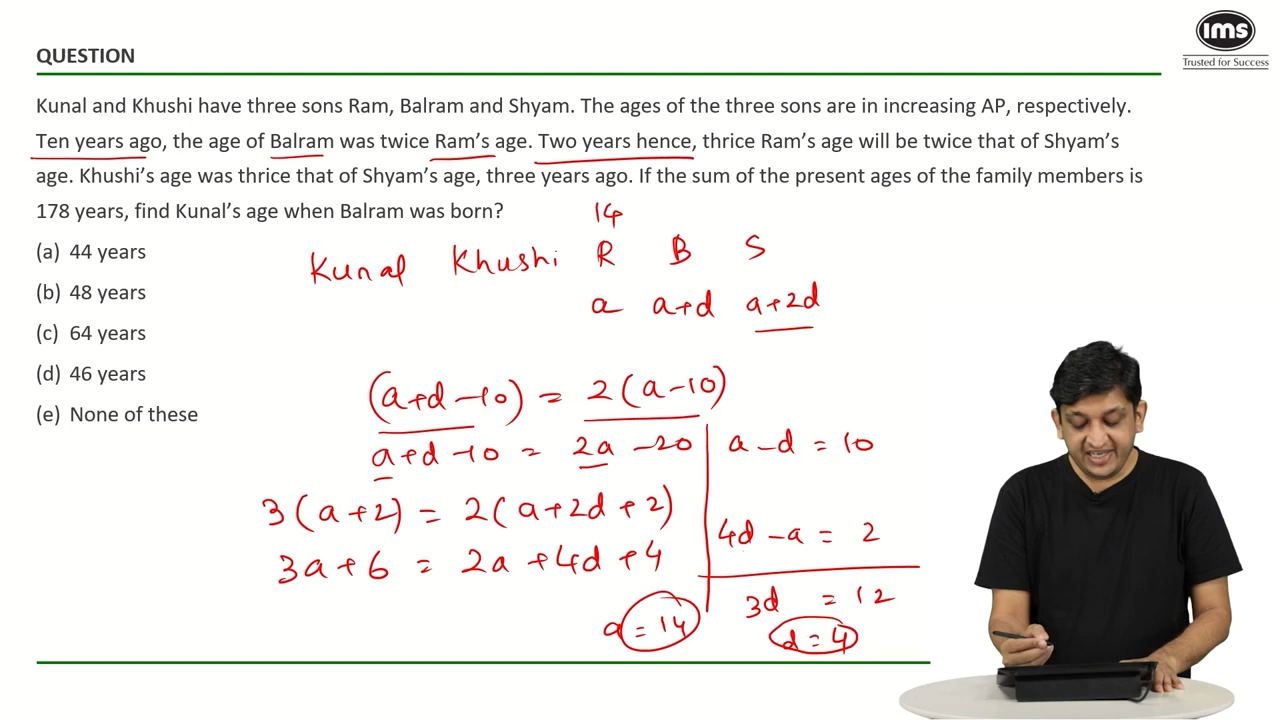 ims
Trusted for Success
QUESTION
Kunal and Khushi have three sons Ram, Balram and Shyam. The ages of the three sons are in increasing AP, respectively.
Ten years ago, the age of Balram was twice Ram's age. Two years hence, thrice Ram's age will be twice that of Shyam's
age. Khushi's age was thrice that of Shyam's age, three years ago. If the sum of the present ages of the family members is
178 years, find Kunal's age when Balram was born?
14
(a) 44 years
Kunal Khushi R B S
(b) 48 years
a a+d a+2d
(c) 64 years
(d) 46 years
(a+d-10) = 2(a-10)
(e) None of these
a+d-10 = 2a-20 a-d = 10
3(a+2) = 2(a+2d+2)
4d-a = 2
3a+6 = 2a+4d+4
3d = 12
a = 14
d = 4